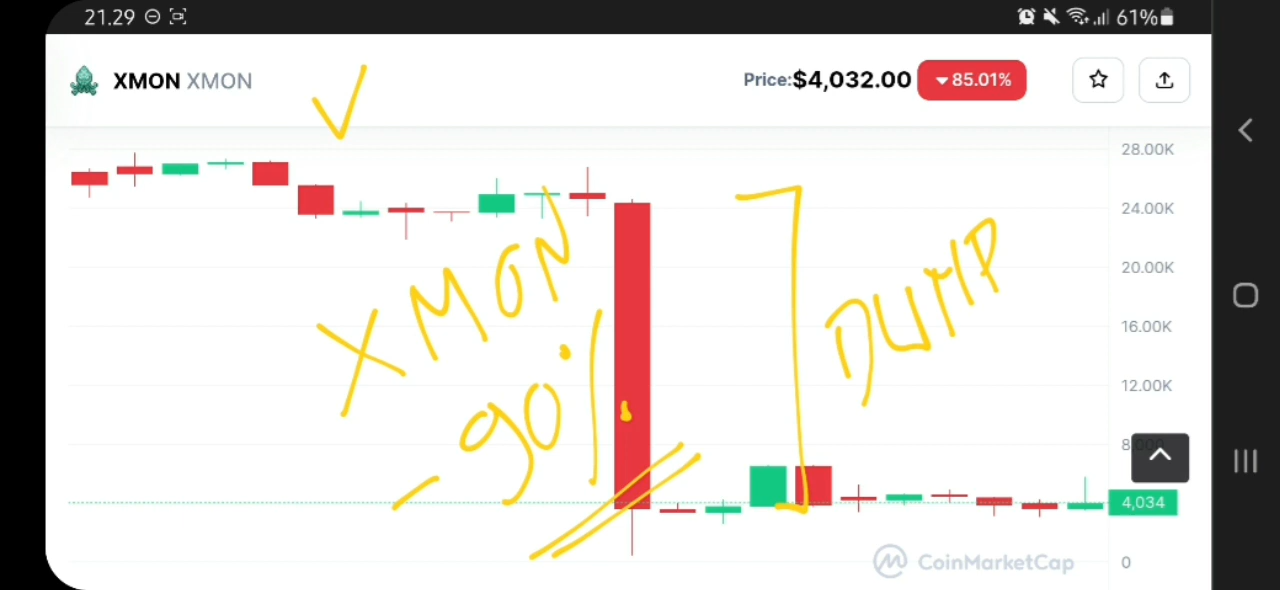 21.29 61%
XMON XMON Price:$4,032.00 85.01%
28.00K
24.00K
20.00K
16.00K
12.00K
8,000
4,034
0
XMON
-90%
DUMP
CoinMarketCap